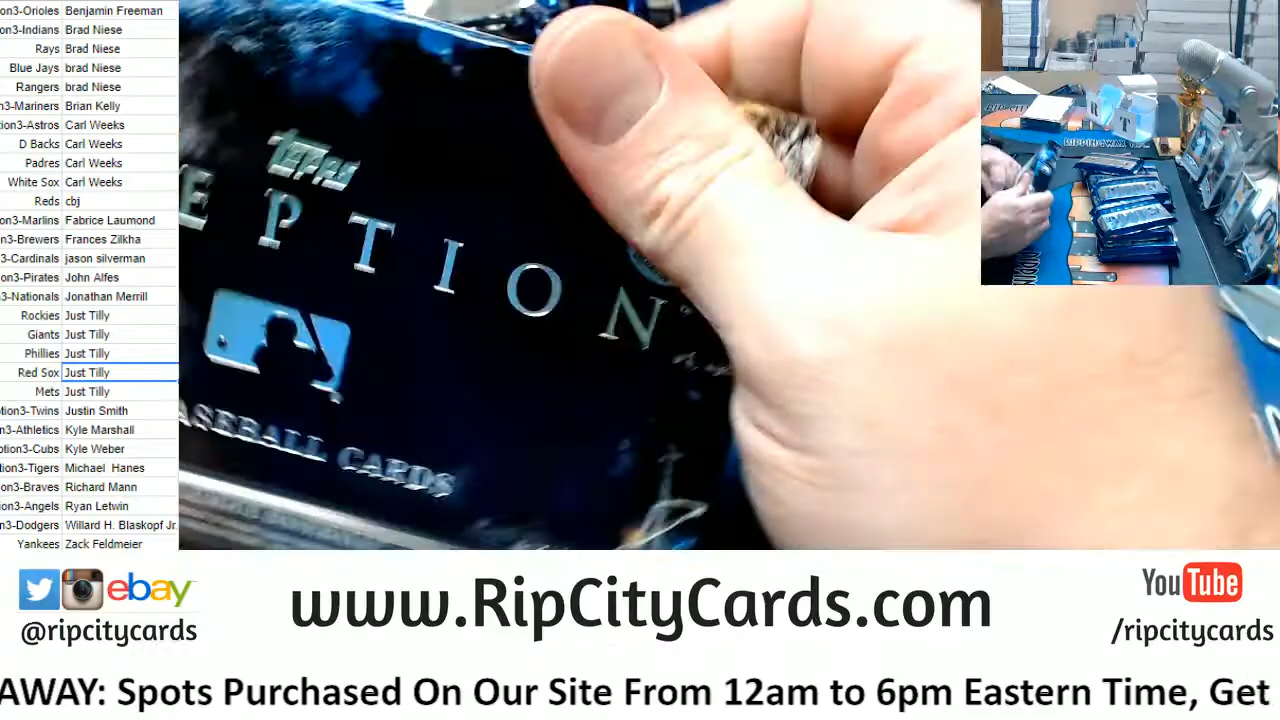 on3-Orioles Benjamin Freeman
on3-Indians Brad Niese
Rays Brad Niese
Blue Jays brad Niese
Rangers brad Niese
n3-Mariners Brian Kelly
tion3-Astros Carl Weeks
D Backs Carl Weeks
Padres Carl Weeks
White Sox Carl Weeks
Reds cbj
on3-Marlins Fabrice Laumond
n3-Brewers Frances Zilkha
3-Cardinals jason silverman
ion3-Pirates John Alfes
3-Nationals Jonathan Merrill
Rockies Just Tilly
Giants Just Tilly
Phillies Just Tilly
Red Sox Just Tilly
Mets Just Tilly
tion3-Twins Justin Smith
n3-Athletics Kyle Marshall
ption3-Cubs Kyle Weber
tion3-Tigers Michael Hanes
on3-Braves Richard Mann
ion3-Angels Ryan Letwin
n3-Dodgers Willard H. Blaskopf Jr.
Yankees Zack Feldmeier
topps
EPTION
ASEBALL CARDS
RIP CITY
R T
RIPPINGWAX
ebay
@ripcitycards
www.RipCityCards.com
YouTube
/ripcitycards
AWAY: Spots Purchased On Our Site From 12am to 6pm Eastern Time, Get